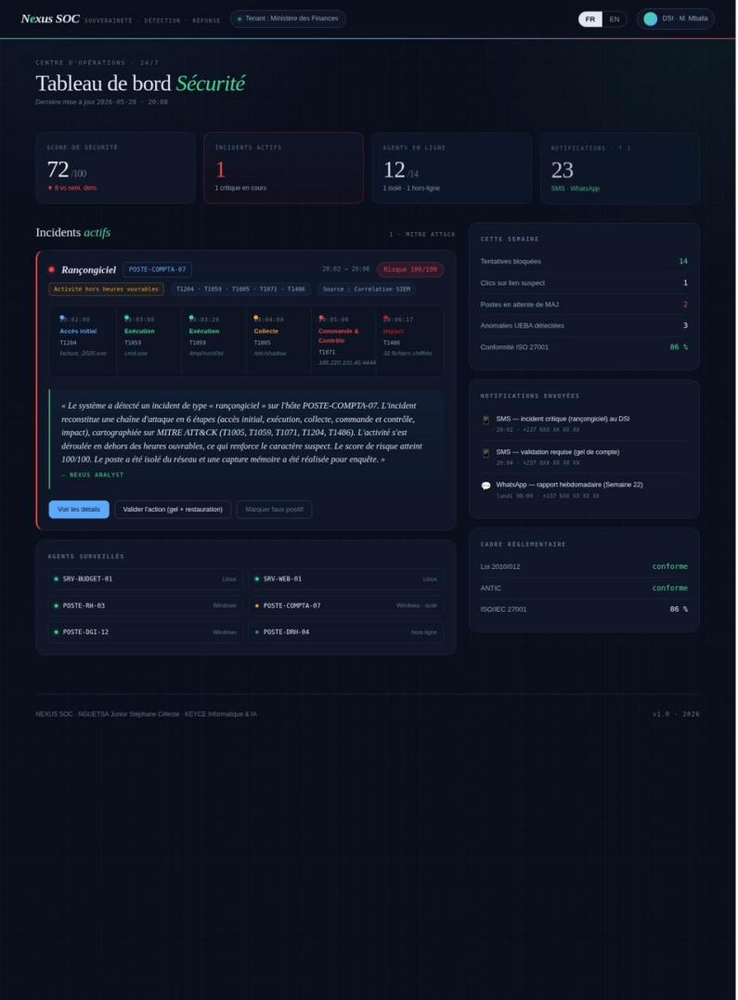 Nexus SOC SOUVERAINETÉ · DÉTECTION · RÉPONSE
Tenant : Ministère des Finances
FR EN
DSI · M. Mballa
CENTRE D'OPÉRATIONS · 24/7
Tableau de bord Sécurité
Dernière mise à jour 2026-05-20 · 20:08
SCORE DE SÉCURITÉ
72 /100
▼ 8 vs sem. dern.
INCIDENTS ACTIFS
1
1 critique en cours
AGENTS EN LIGNE
12 /14
1 isolé · 1 hors-ligne
NOTIFICATIONS · 7 J.
23
SMS · WhatsApp
Incidents actifs
1 · MITRE ATT&CK
Rançongiciel POSTE-COMPTA-07 20:02 → 20:06 Risque 100/100
Activité hors heures ouvrables T1204 · T1059 · T1005 · T1071 · T1486 Source : Corrélation SIEM
20:02:00
Accès initial
T1204
facture_2026.exe
20:03:00
Exécution
T1059
cmd.exe
20:03:20
Exécution
T1059
20:04:00
Collecte
T1005
/etc/shadow
20:05:00
Commande &
Contrôle
T1071
185.220.101.45:4444
20:06:17
Impact
T1486
32 fichiers chiffrés
« Le système a détecté un incident de type « rançongiciel » sur l'hôte POSTE-COMPTA-07. L'incident
reconstitue une chaîne d'attaque en 6 étapes (accès initial, exécution, collecte, commande et contrôle,
impact), cartographiée sur MITRE ATT&CK (T1005, T1059, T1071, T1204, T1486). L'activité s'est
déroulée en dehors des heures ouvrables, ce qui renforce le caractère suspect. Le score de risque atteint
100/100. Le poste a été isolé du réseau et une capture mémoire a été réalisée pour enquête. »
— NEXUS ANALYST
Voir les détails
Valider l'action (gel + restauration)
Marquer faux positif
AGENTS SURVEILLÉS
SRV-BUDGET-01 Linux
SRV-WEB-01 Linux
POSTE-RH-03 Windows
POSTE-COMPTA-07 Windows · isolé
POSTE-DGI-12 Windows
POSTE-DRH-04 hors-ligne
CETTE SEMAINE
Tentatives bloquées 14
Clics sur lien suspect 1
Postes en attente de MAJ 2
Anomalies UEBA détectées 3
Conformité ISO 27001 86 %
NOTIFICATIONS ENVOYÉES
SMS — incident critique (rançongiciel) au DSI
20:02 · +237 6XX XX XX XX
SMS — validation requise (gel de compte)
20:04 · +237 6XX XX XX XX
WhatsApp — rapport hebdomadaire (Semaine 22)
lundi 08:00 · +237 6XX XX XX XX
CADRE RÉGLEMENTAIRE
Loi 2010/012 conforme
ANTIC conforme
ISO/IEC 27001 86 %
NEXUS SOC · NGUETSA Junior Stéphane Céleste · KEYCE Informatique & IA
v1.0 · 2026